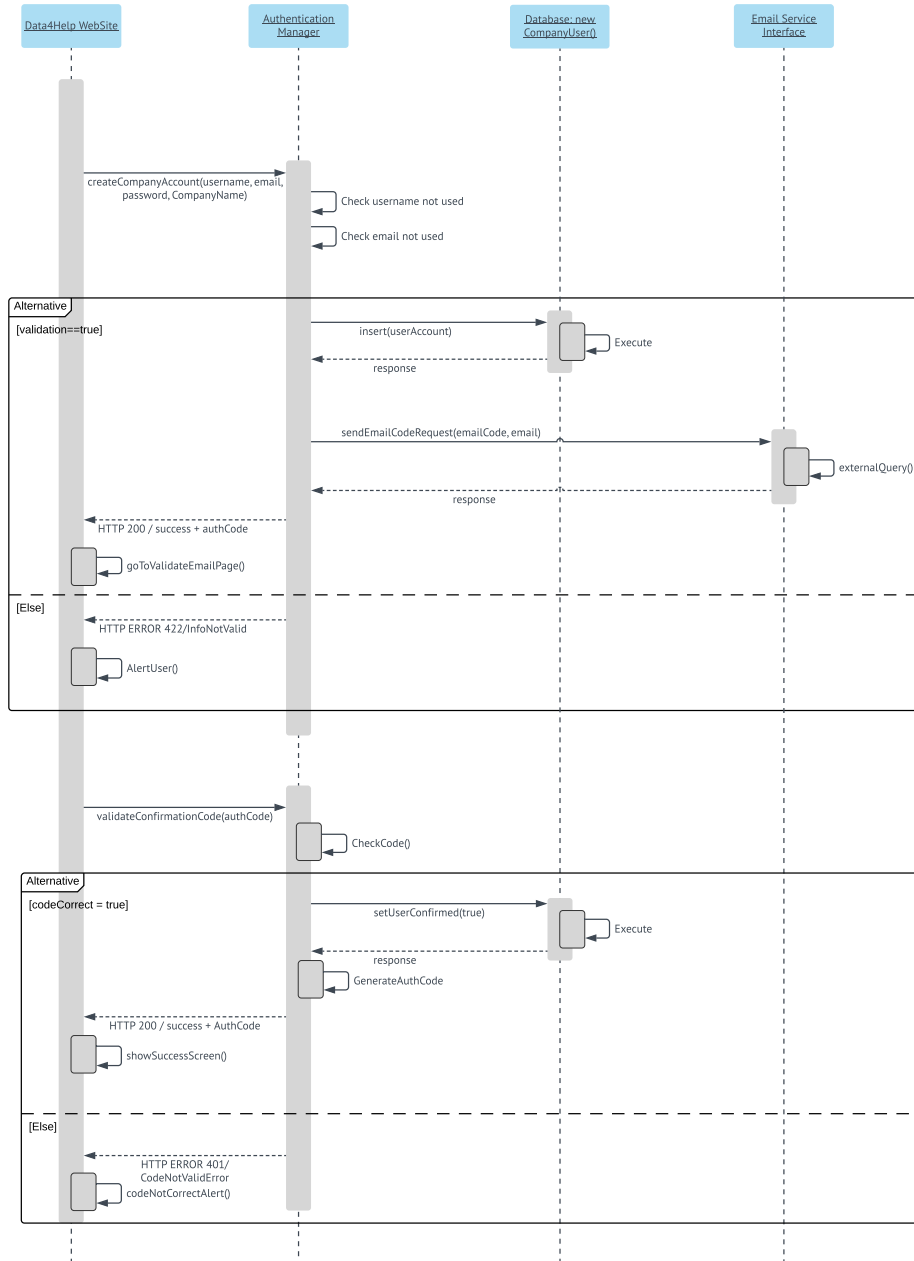 Data4Help WebSite
Authentication
Manager
Database: new
CompanyUser()
Email Service
Interface
createCompanyAccount(username, email,
password, CompanyName)
Check username not used
Check email not used
Alternative
[validation==true]
insert(userAccount)
Execute
response
sendEmailCodeRequest(emailCode, email)
externalQuery()
response
HTTP 200 / success + authCode
goToValidateEmailPage()
[Else]
HTTP ERROR 422/InfoNotValid
AlertUser()
validateConfirmationCode(authCode)
CheckCode()
Alternative
[codeCorrect = true]
setUserConfirmed(true)
Execute
response
GenerateAuthCode
HTTP 200 / success + AuthCode
showSuccessScreen()
[Else]
HTTP ERROR 401/
CodeNotValidError
codeNotCorrectAlert()